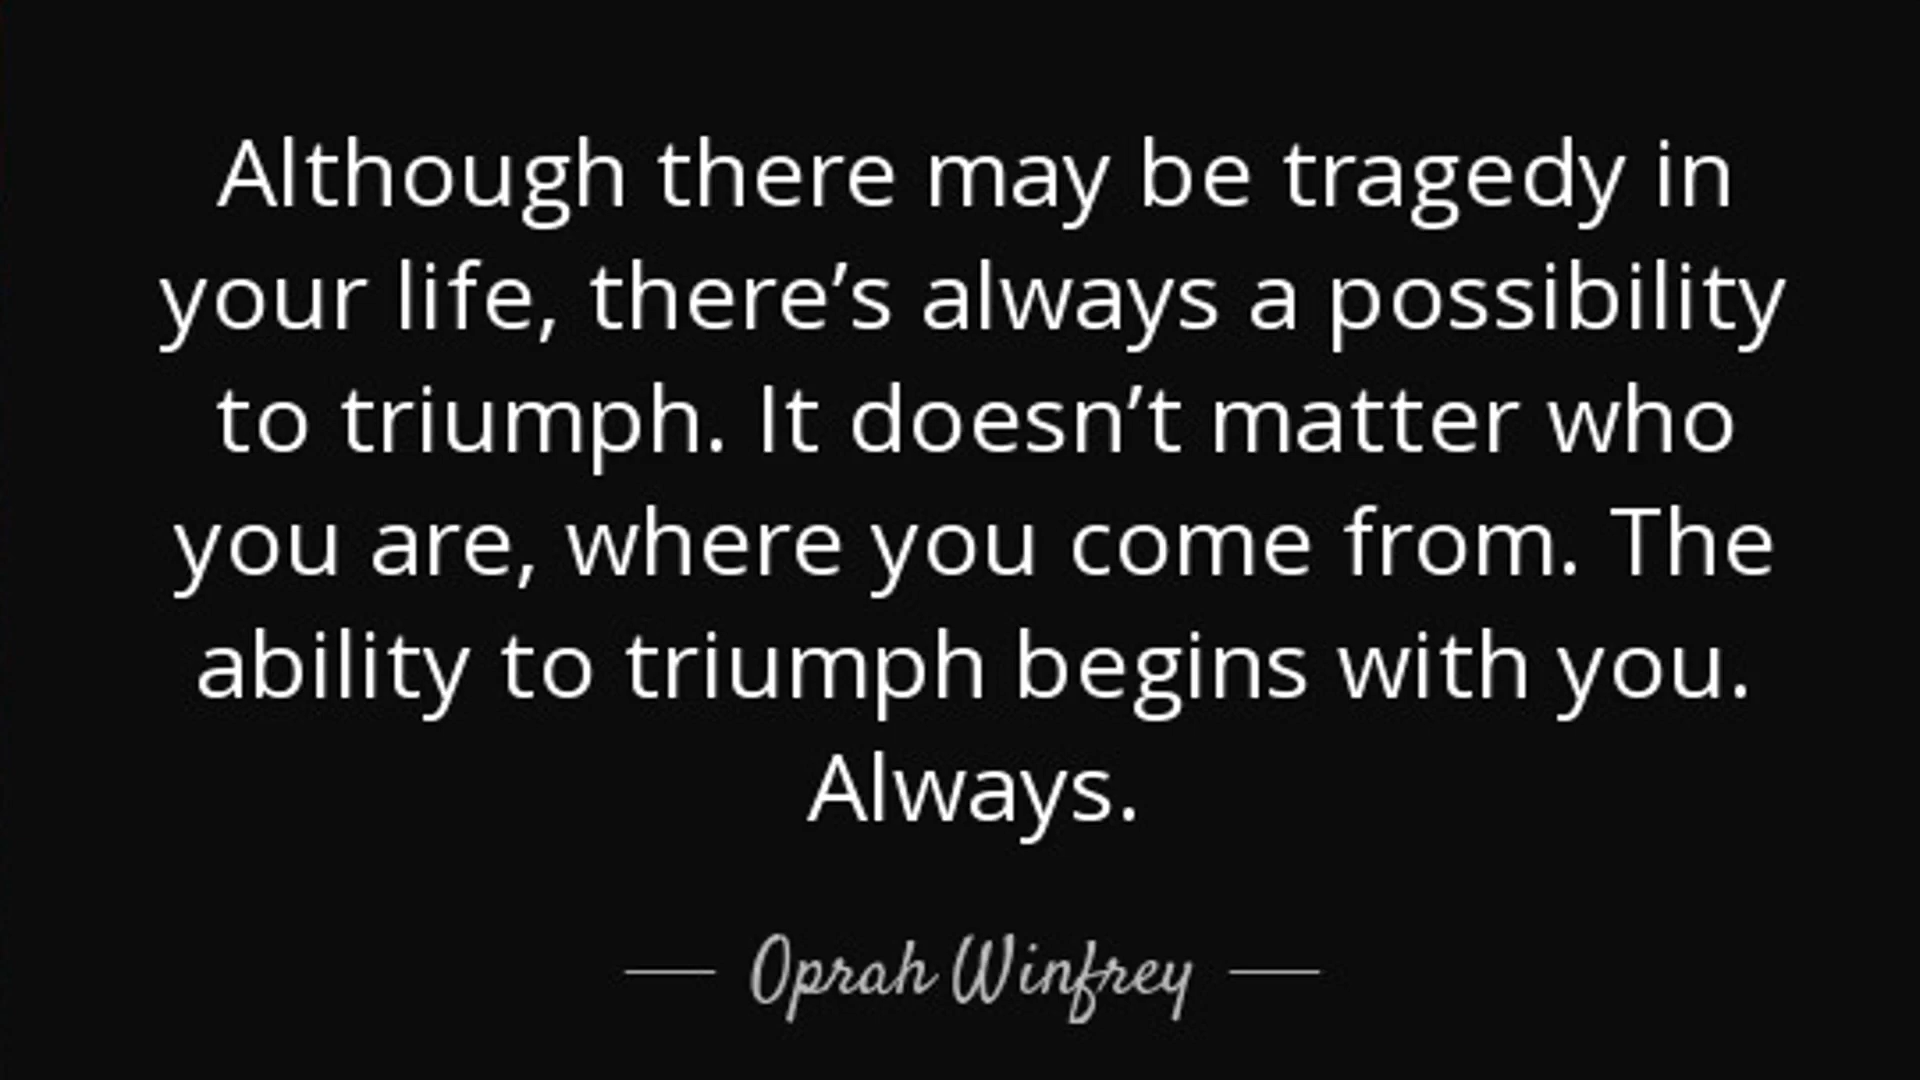 Although there may be tragedy in
your life, there’s always a possibility
to triumph. It doesn’t matter who
you are, where you come from. The
ability to triumph begins with you.
Always.
— Oprah Winfrey —